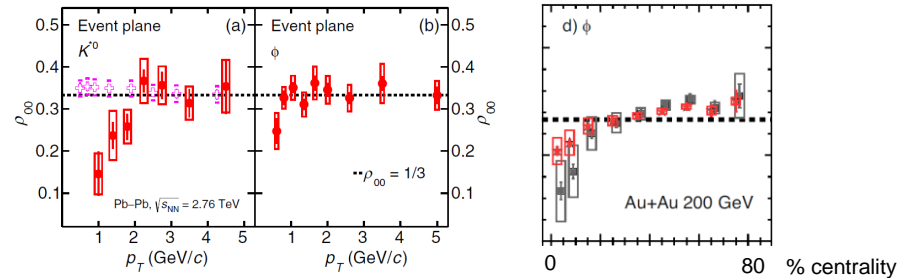 Event plane (a)
K*0
Event plane (b)
ϕ
d) ϕ
0.5
0.4
0.3
0.2
0.1
ρ00
0.5
0.4
0.3
0.2
0.1
ρ00
ρ00 = 1/3
Pb–Pb, √sNN = 2.76 TeV
Au+Au 200 GeV
1 2 3 4 5
1 2 3 4 5
pT (GeV/c)
pT (GeV/c)
0 80 % centrality